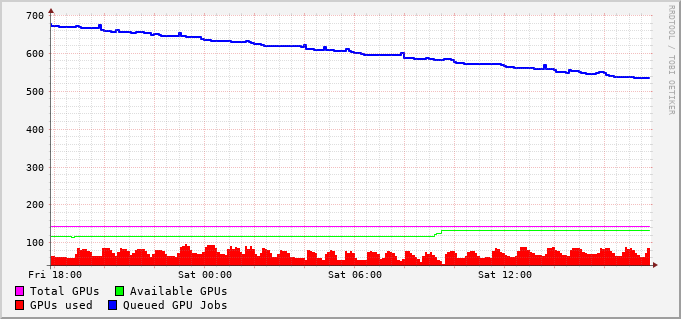 700
600
500
400
300
200
100
Fri 18:00 Sat 00:00 Sat 06:00 Sat 12:00
Total GPUs Available GPUs
GPUs used Queued GPU Jobs
RRDTOOL / TOBI OETIKER